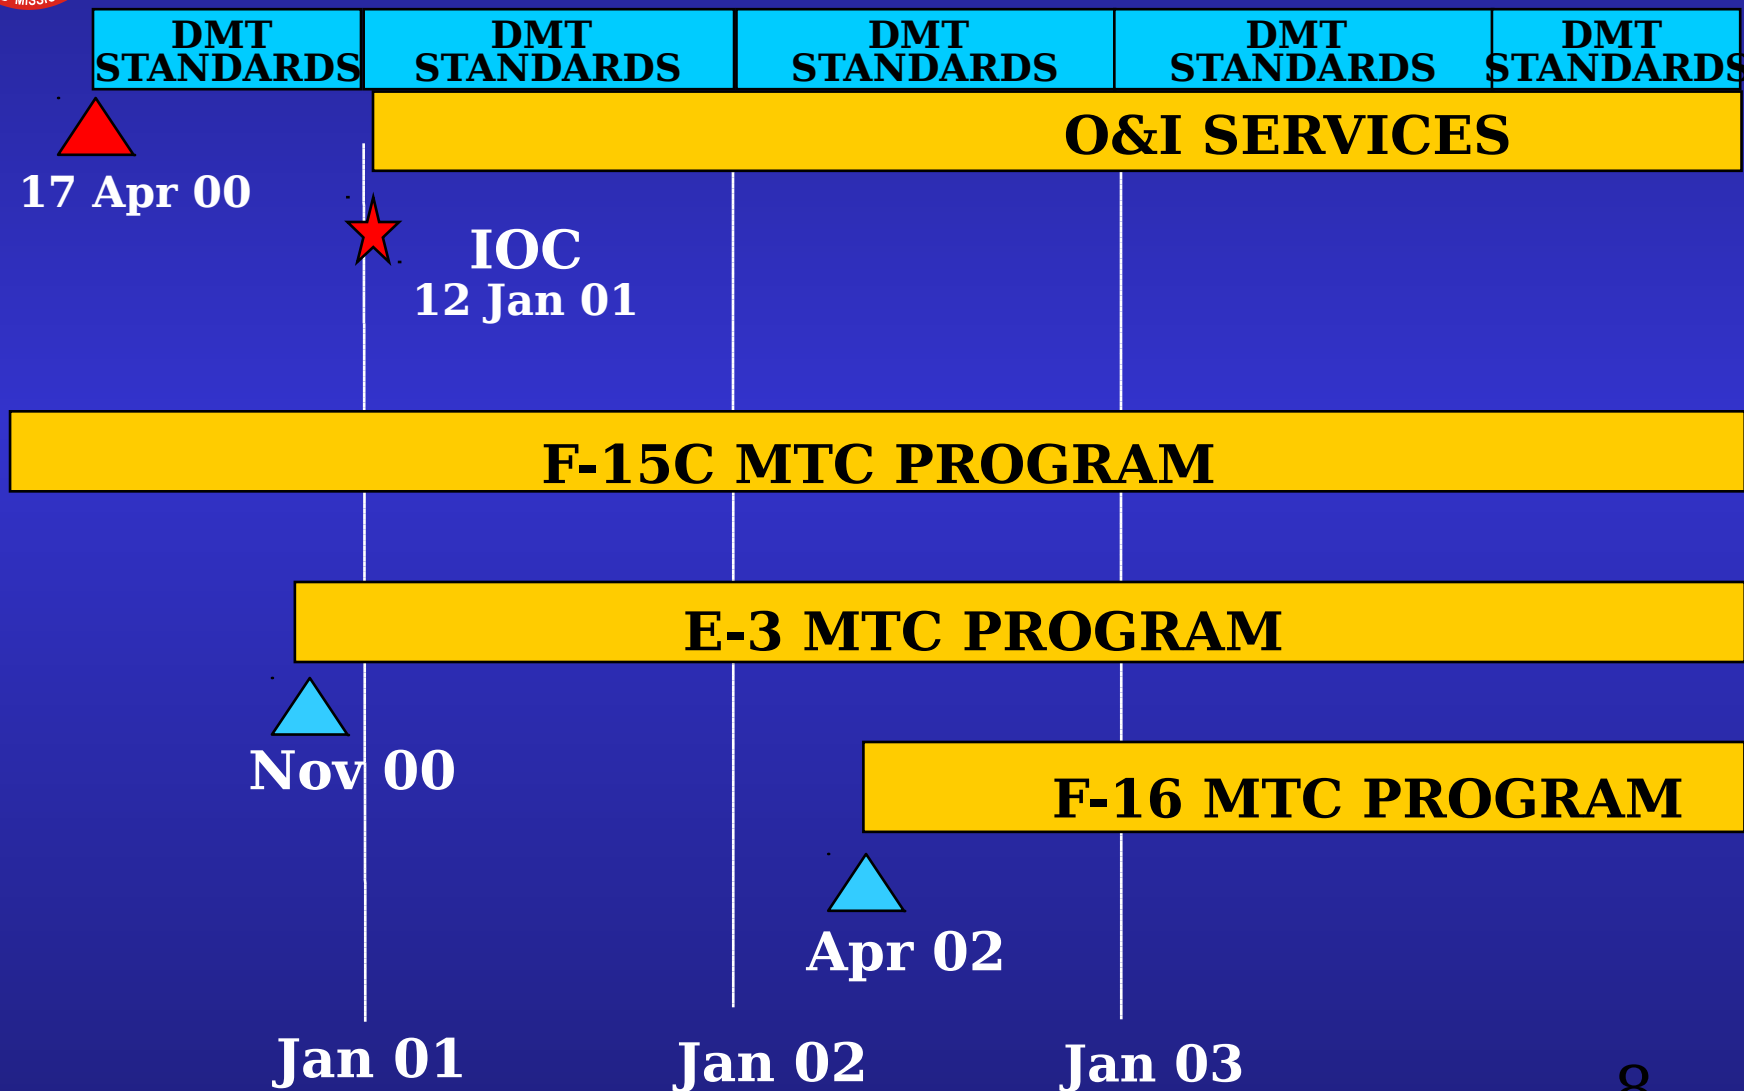 DMT DMT DMT DMT DMT
STANDARDS STANDARDS STANDARDS STANDARDS STANDARDS
O&I SERVICES
17 Apr 00
IOC
12 Jan 01
F-15C MTC PROGRAM
E-3 MTC PROGRAM
Nov 00
F-16 MTC PROGRAM
Apr 02
Jan 01 Jan 02 Jan 03
8